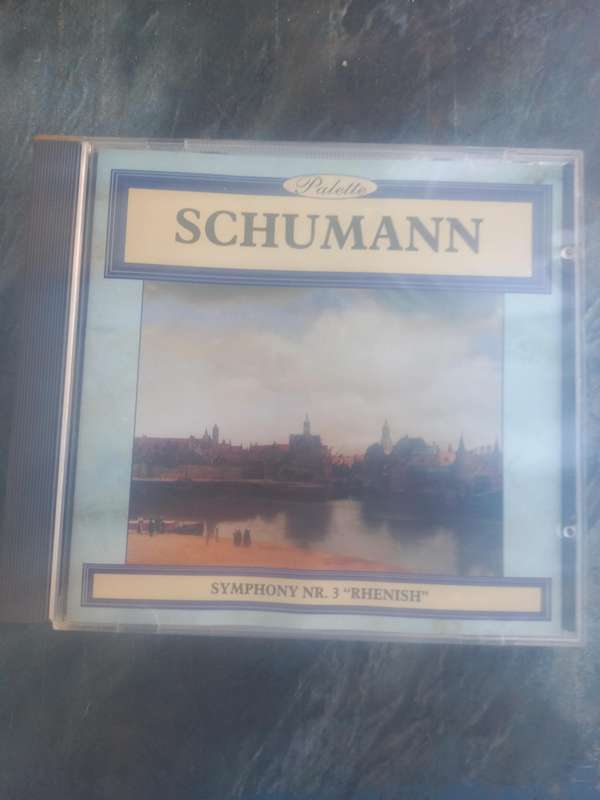 Palette
SCHUMANN
SYMPHONY NR. 3 "RHENISH"